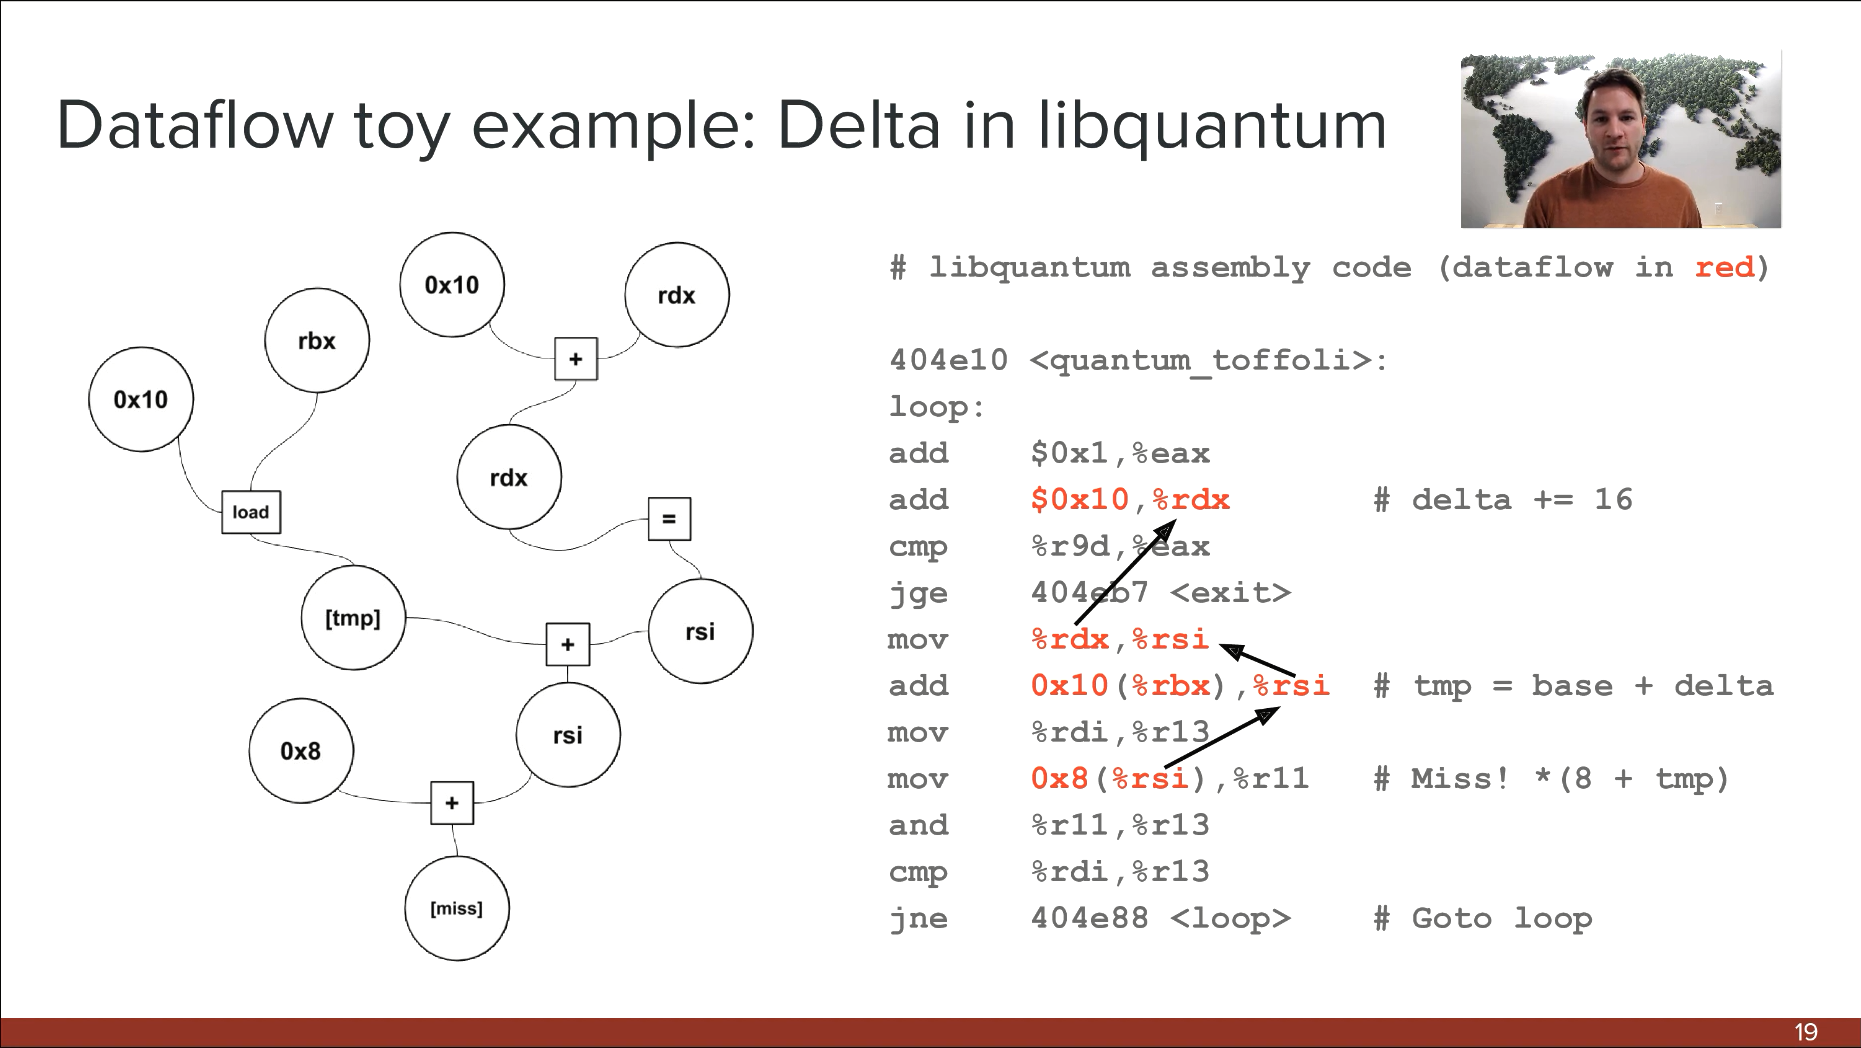 Dataflow toy example: Delta in libquantum
0x10
rdx
rbx
+
0x10
rdx
load
=
[tmp]
rsi
+
0x8
rsi
+
[miss]
# libquantum assembly code (dataflow in red)
404e10 <quantum_toffoli>:
loop:
add $0x1,%eax
add $0x10,%rdx # delta += 16
cmp %r9d,%eax
jge 404eb7 <exit>
mov %rdx,%rsi
add 0x10(%rbx),%rsi # tmp = base + delta
mov %rdi,%r13
mov 0x8(%rsi),%r11 # Miss! *(8 + tmp)
and %r11,%r13
cmp %rdi,%r13
jne 404e88 <loop> # Goto loop
19